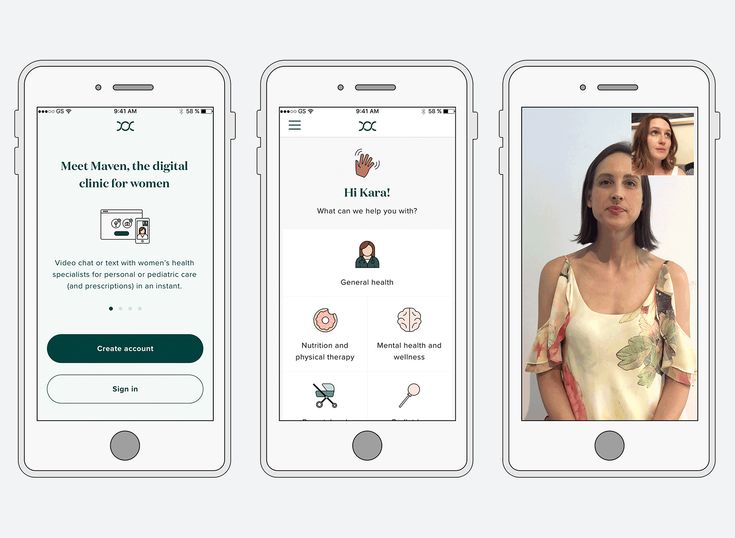 GS 9:41 AM 58 %
Meet Maven, the digital
clinic for women
Video chat or text with women's health
specialists for personal or pediatric care
(and prescriptions) in an instant.
Create account
Sign in
GS 9:41 AM 58 %
Hi Kara!
What can we help you with?
General health
Nutrition and
physical therapy
Mental health and
wellness